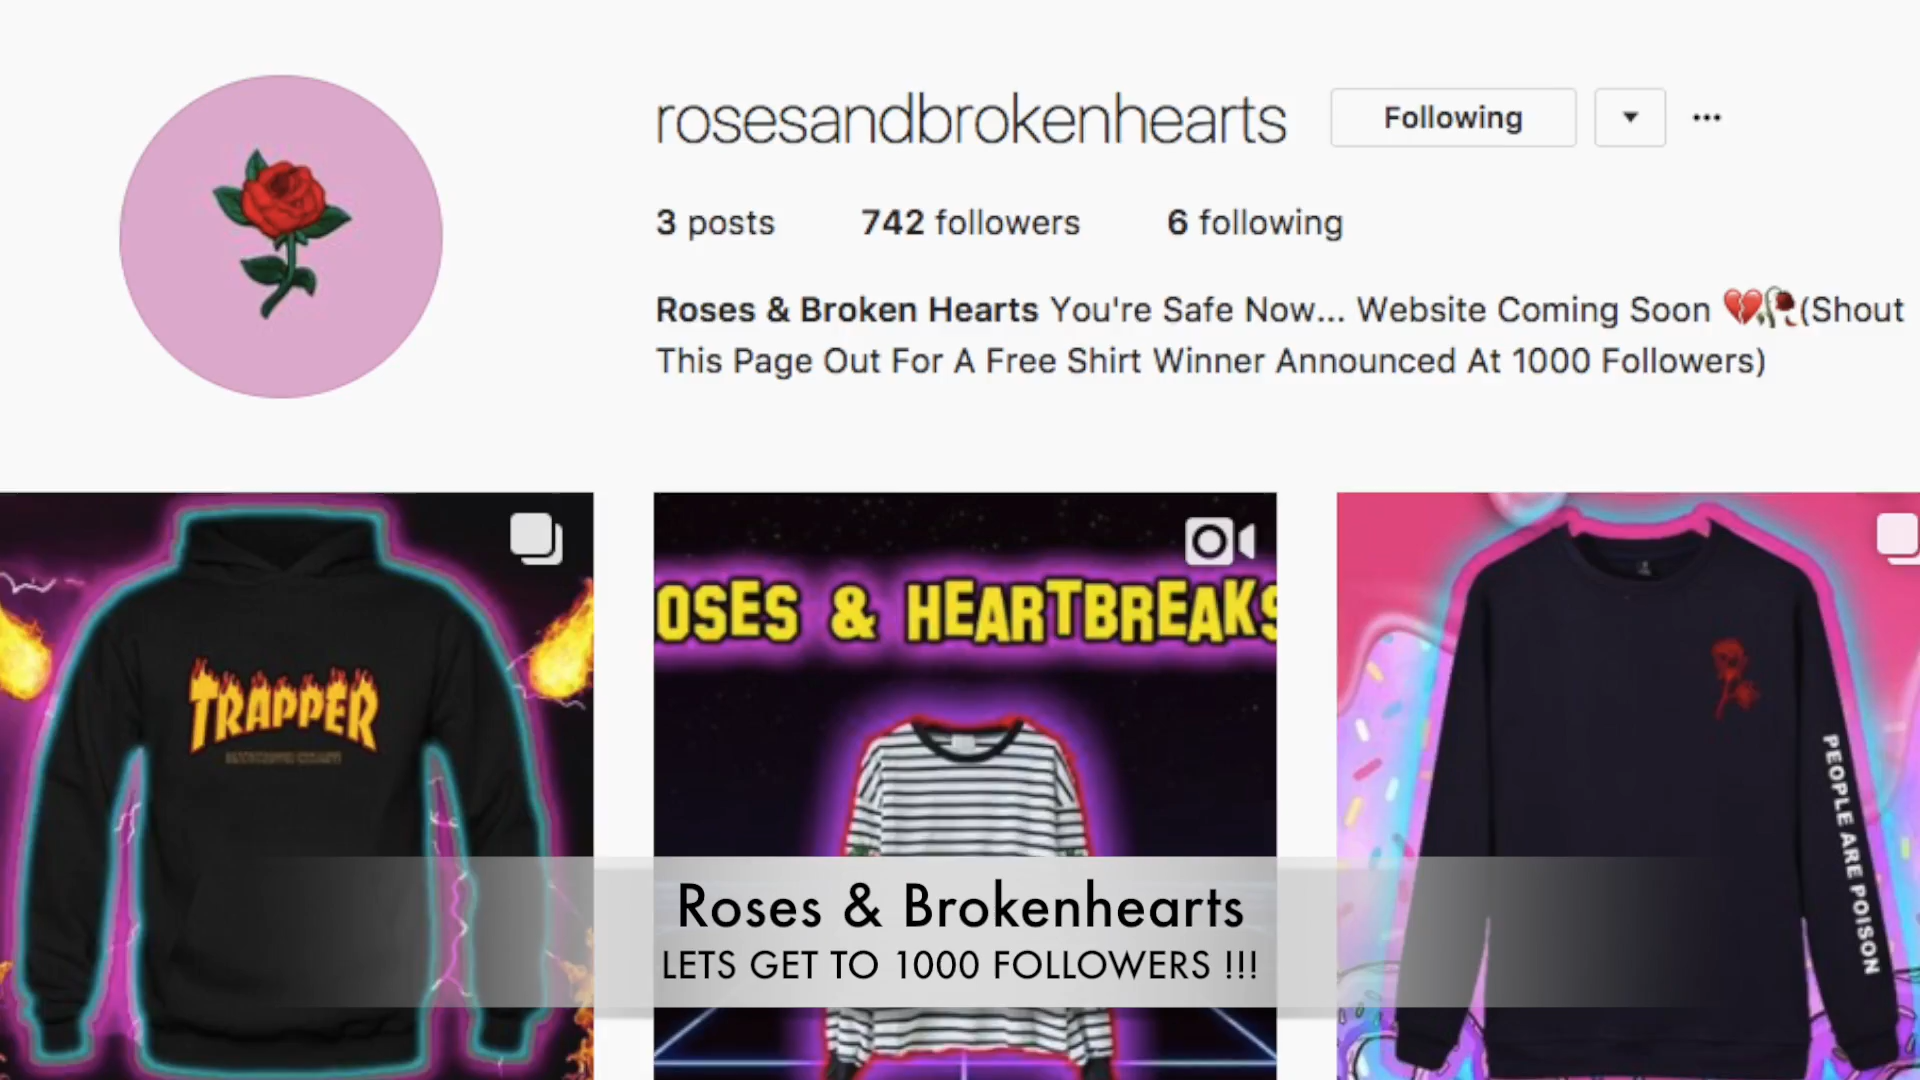 rosesandbrokenhearts Following
3 posts 742 followers 6 following
Roses & Broken Hearts You're Safe Now... Website Coming Soon 💔🥀(Shout
This Page Out For A Free Shirt Winner Announced At 1000 Followers)
OSES & HEARTBREAKS
TRAPPER
PEOPLE ARE POISON
Roses & Brokenhearts
LETS GET TO 1000 FOLLOWERS !!!